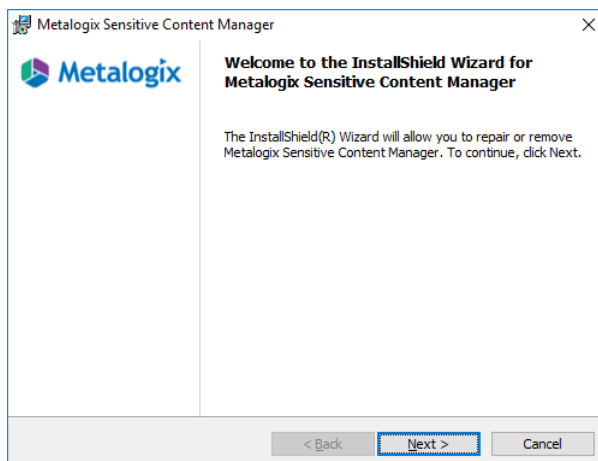 Metalogix Sensitive Content Manager
Metalogix
Welcome to the InstallShield Wizard for
Metalogix Sensitive Content Manager
The InstallShield(R) Wizard will allow you to repair or remove
Metalogix Sensitive Content Manager. To continue, click Next.
< Back Next > Cancel